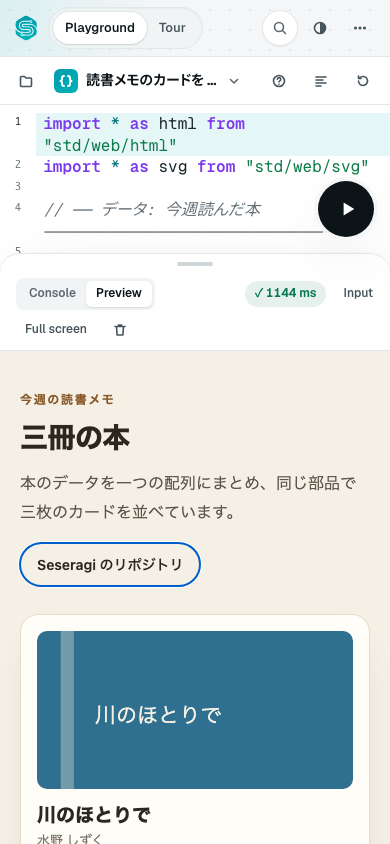 Playground Tour
{} 読書メモのカードを ...
1 import * as html from
"std/web/html"
2 import * as svg from "std/web/svg"
3
4 // —— データ: 今週読んだ本
5
Console Preview ✓ 1144 ms Input
Full screen
今週の読書メモ
三冊の本
本のデータを一つの配列にまとめ、同じ部品で
三枚のカードを並べています。
Seseragi のリポジトリ
川のほとりで
川のほとりで
水野 しずく